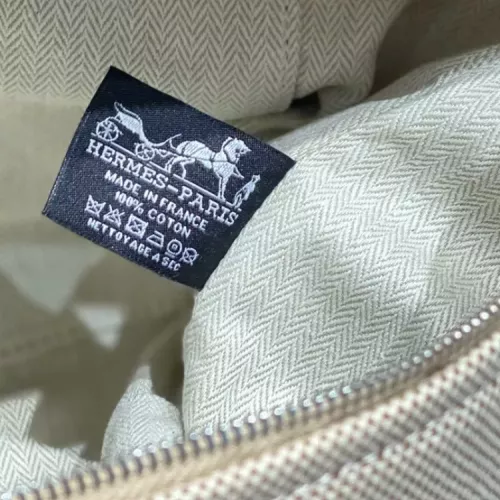 HERMES-PARIS
MADE IN FRANCE
100% COTON
NETTOYAGE A SEC